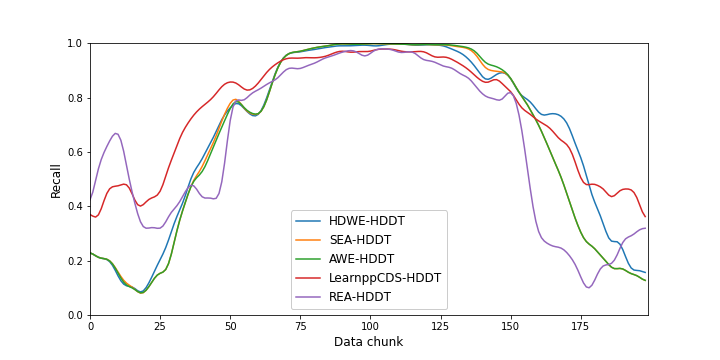 1.0
0.8
0.6
0.4
0.2
0.0
Recall
HDWE-HDDT
SEA-HDDT
AWE-HDDT
LearnppCDS-HDDT
REA-HDDT
0 25 50 75 100 125 150 175
Data chunk